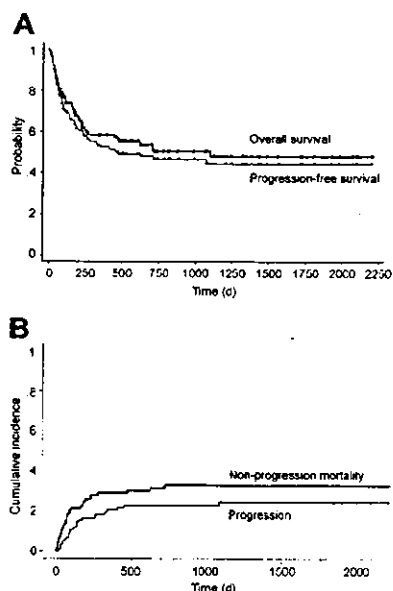 A
1
.8
.6
.4
.2
0
Probability
Overall survival
Progression-free survival
0 250 500 750 1000 1250 1500 1750 2000 2250
Time (d)
B
1
.8
.6
.4
.2
0
Cumulative incidence
Non-progression mortality
Progression
0 500 1000 1500 2000
Time (d)